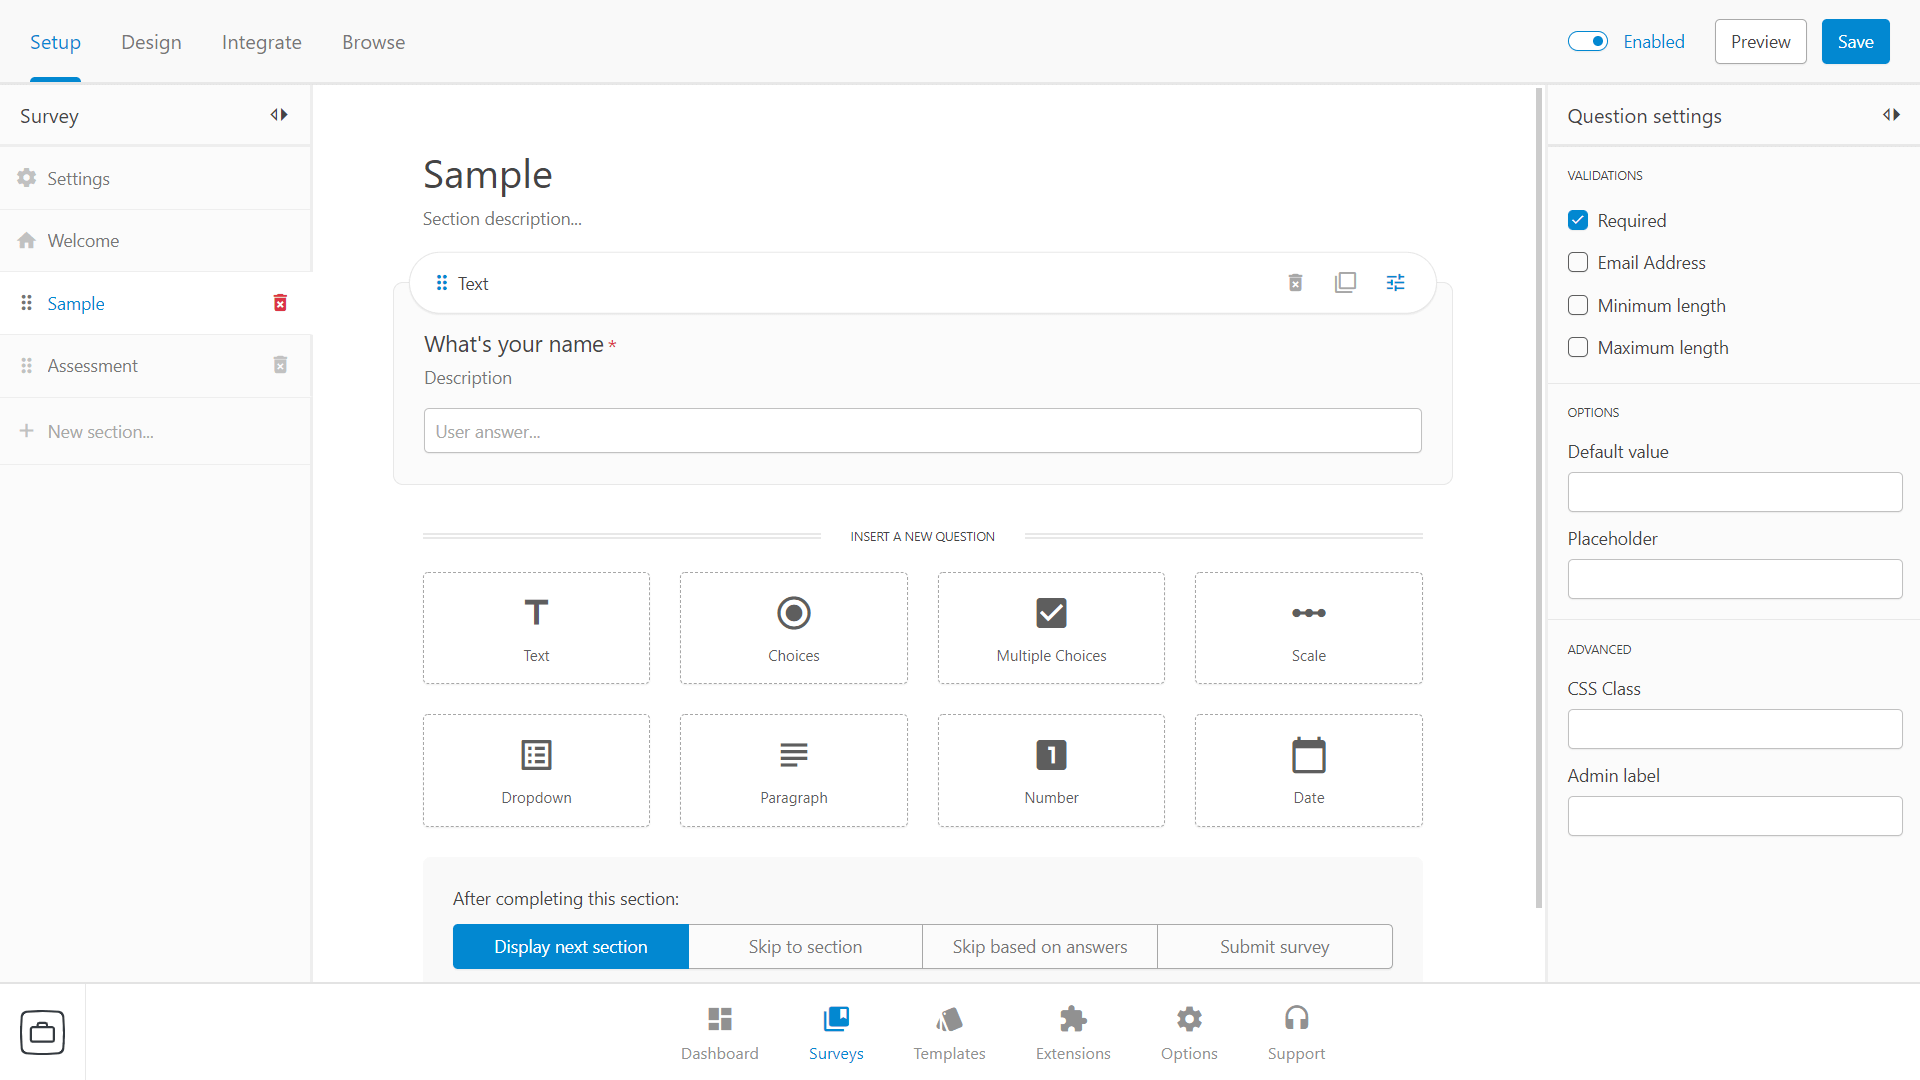 Setup
Design
Integrate
Browse
Enabled
Preview
Save
Survey
Settings
Welcome
Sample
Assessment
New section...
Sample
Section description...
Text
What's your name *
Description
User answer...
INSERT A NEW QUESTION
Text
Choices
Multiple Choices
Scale
Dropdown
Paragraph
1
Number
Date
After completing this section:
Display next section
Skip to section
Skip based on answers
Submit survey
Question settings
VALIDATIONS
Required
Email Address
Minimum length
Maximum length
OPTIONS
Default value
Placeholder
ADVANCED
CSS Class
Admin label
Dashboard
Surveys
Templates
Extensions
Options
Support